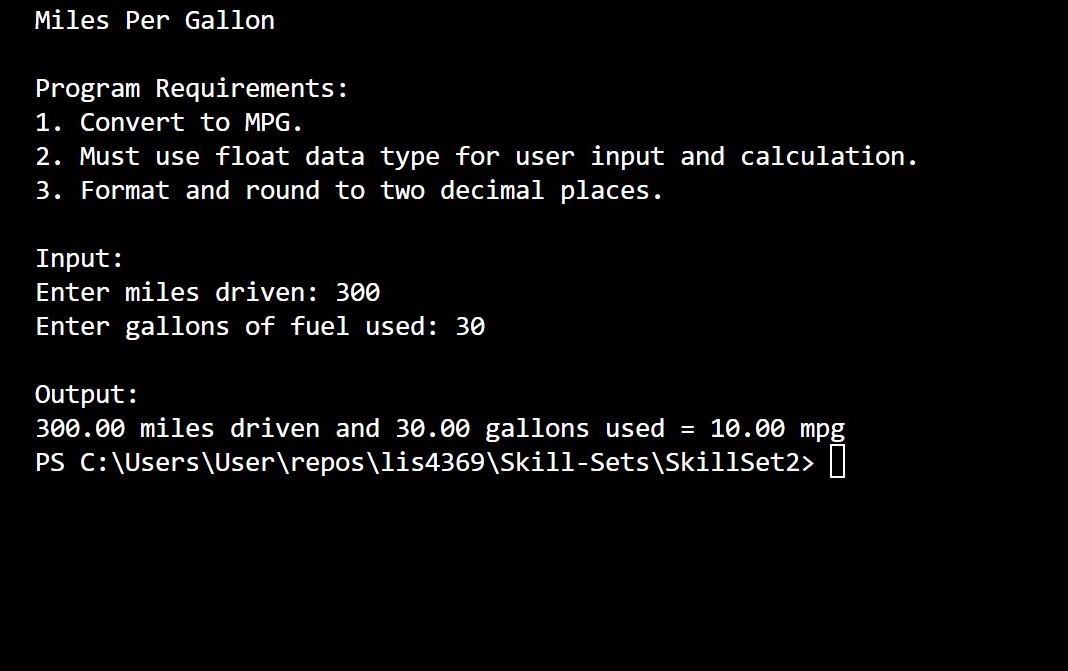 Miles Per Gallon
Program Requirements:
1. Convert to MPG.
2. Must use float data type for user input and calculation.
3. Format and round to two decimal places.
Input:
Enter miles driven: 300
Enter gallons of fuel used: 30
Output:
300.00 miles driven and 30.00 gallons used = 10.00 mpg
PS C:\Users\User\repos\lis4369\Skill-Sets\SkillSet2>